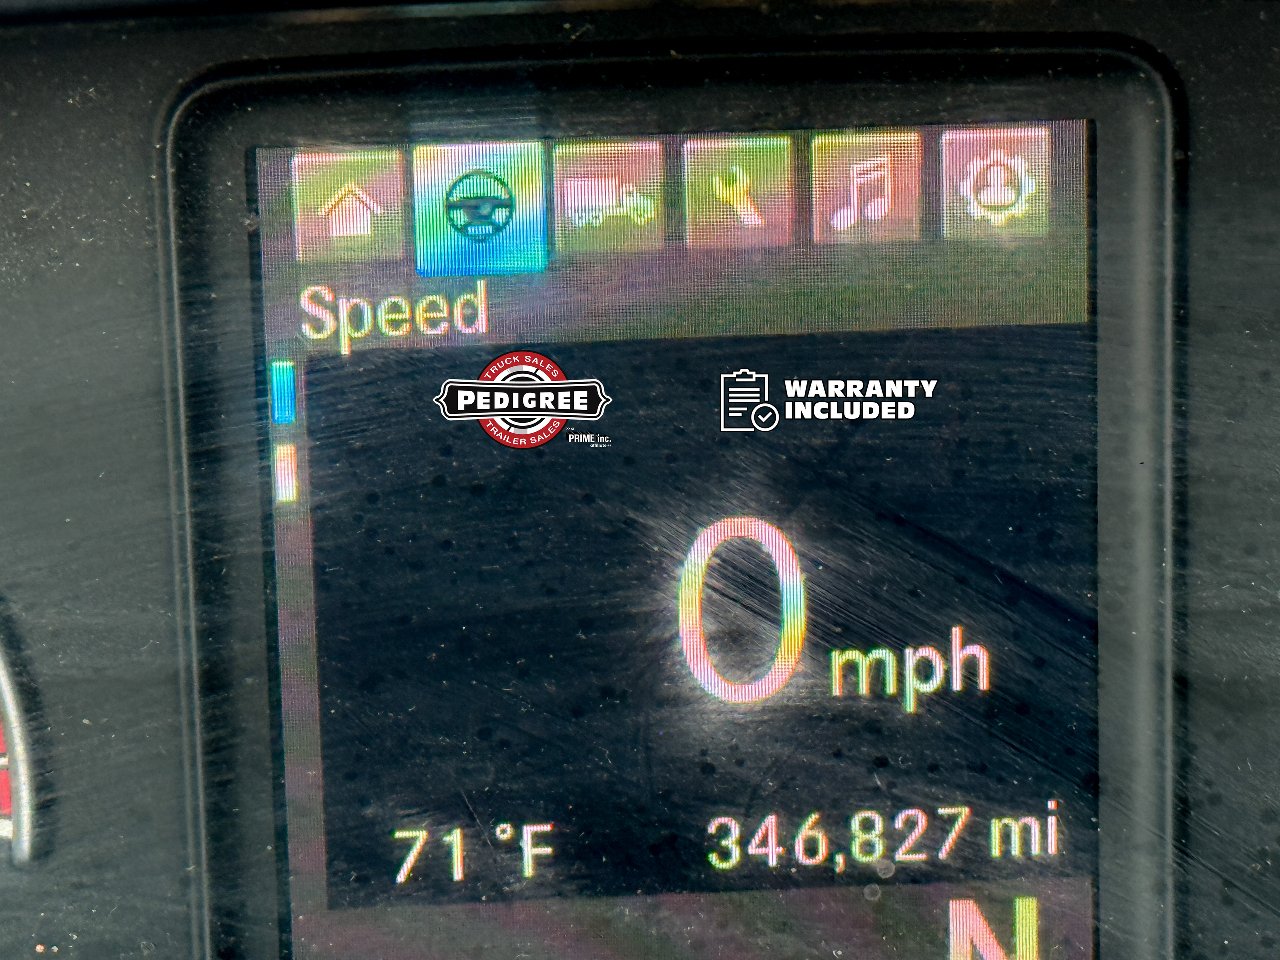 Speed
TRUCK SALES
PEDIGREE
TRAILER SALES
PRIME inc.
WARRANTY
INCLUDED
0 mph
71 °F
346,827 mi
N